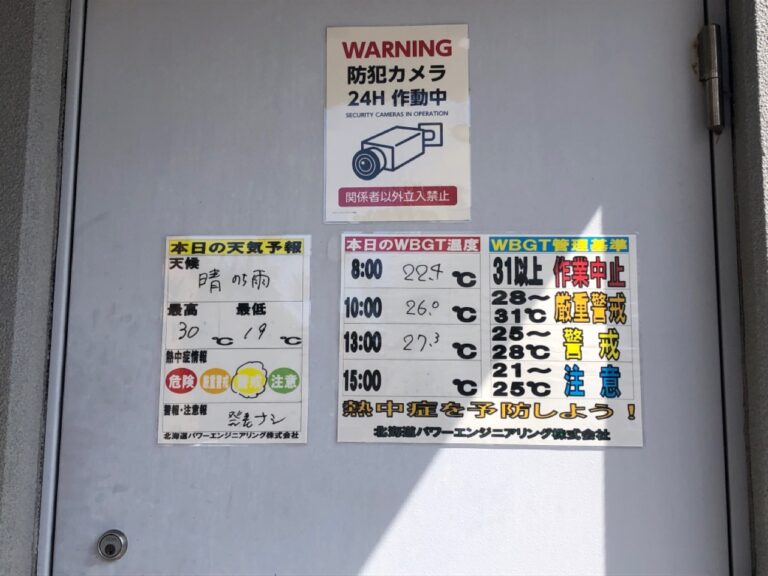 WARNING
防犯カメラ
24H 作動中
SECURITY CAMERAS IN OPERATION
関係者以外立入禁止
本日の天気予報
天候
晴のち雨
最高 最低
30℃ 19℃
熱中症情報
危険 厳重警戒 警戒 注意
警報・注意報
発表ナシ
北海道パワーエンジニアリング株式会社
本日のWBGT温度
8:00 22.4℃
10:00 26.0℃
13:00 27.3℃
15:00 ℃
WBGT管理基準
31以上 作業中止
28～31℃ 厳重警戒
25～28℃ 警戒
21～25℃ 注意
熱中症を予防しよう！
北海道パワーエンジニアリング株式会社